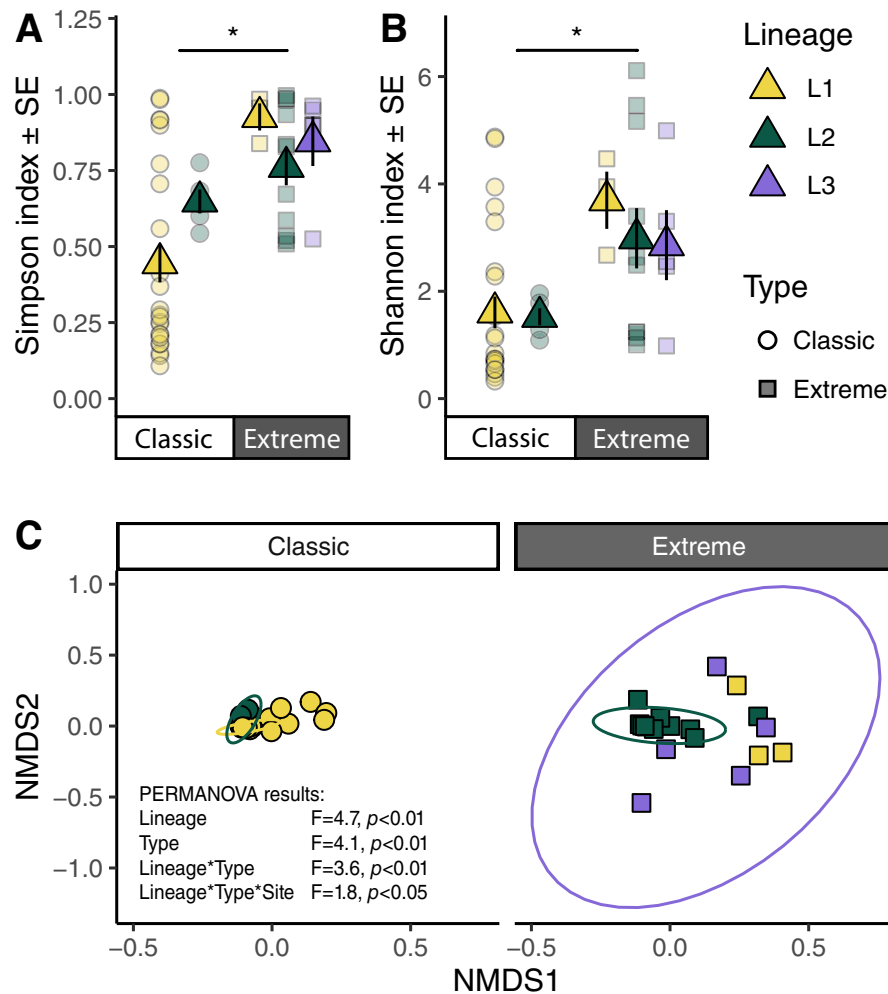 A
Simpson index ± SE
1.25
1.00
0.75
0.50
0.25
0.00
*
Classic
Extreme
B
Shannon index ± SE
6
4
2
0
*
Classic
Extreme
Lineage
L1
L2
L3
Type
Classic
Extreme
C
Classic
Extreme
NMDS2
1.0
0.5
0.0
−0.5
−1.0
PERMANOVA results:
Lineage F=4.7, p<0.01
Type F=4.1, p<0.01
Lineage*Type F=3.6, p<0.01
Lineage*Type*Site F=1.8, p<0.05
−0.5 0.0 0.5
−0.5 0.0 0.5
NMDS1